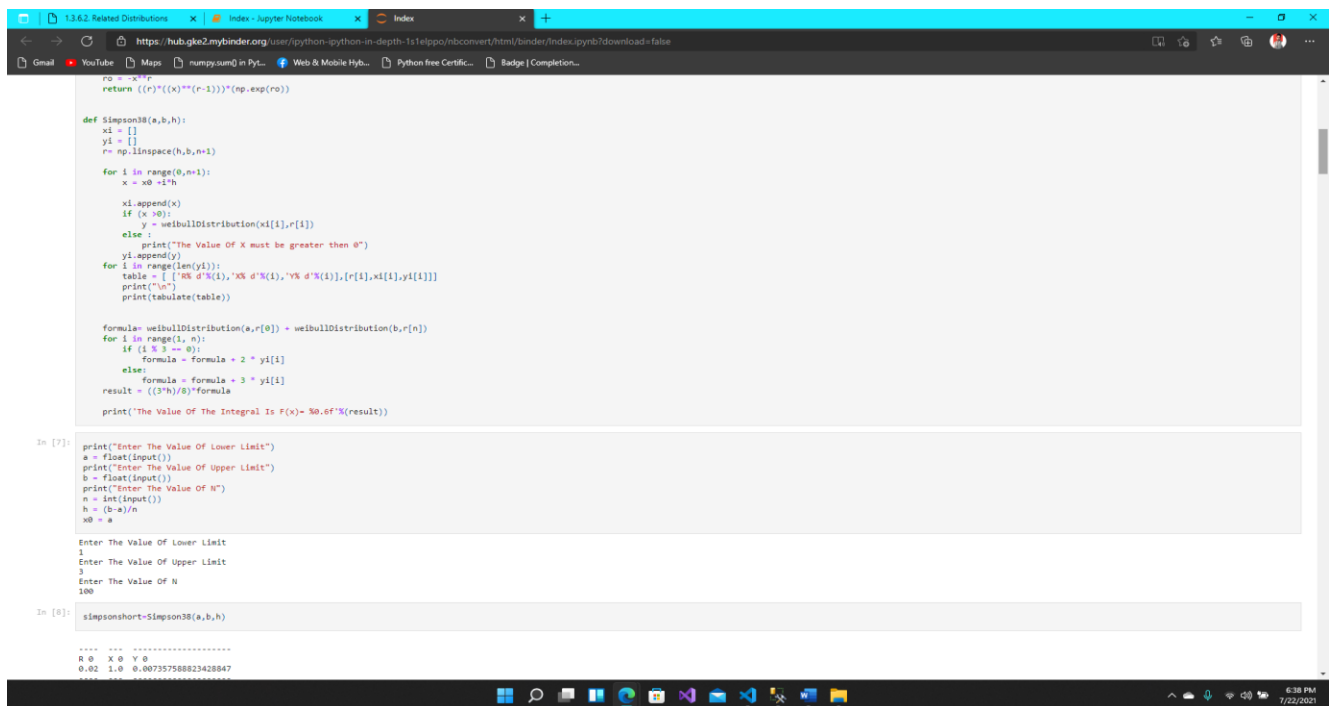 1.3.6.2. Related Distributions
Index - Jupyter Notebook
Index
https://hub.gke2.mybinder.org/user/ipython-ipython-in-depth-1s1elppo/nbconvert/html/binder/Index.ipynb?download=false
Gmail YouTube Maps numpy.sum() in Pyt... Web & Mobile Hyb... Python free Certific... Badge | Completion...
ro = -x**r
return ((r)*((x)**(r-1)))*(np.exp(ro))
def Simpson38(a,b,h):
xi = []
yi = []
r= np.linspace(h,b,n+1)
for i in range(0,n+1):
x = x0 +i*h
xi.append(x)
if (x >0):
y = weibullDistribution(xi[i],r[i])
else :
print("The Value Of X must be greater then 0")
yi.append(y)
for i in range(len(yi)):
table = [ ['R% d'%(i),'X% d'%(i),'Y% d'%(i)],[r[i],xi[i],yi[i]]]
print("\n")
print(tabulate(table))
formula= weibullDistribution(a,r[0]) + weibullDistribution(b,r[n])
for i in range(1, n):
if (i % 3 == 0):
formula = formula + 2 * yi[i]
else:
formula = formula + 3 * yi[i]
result = ((3*h)/8)*formula
print('The Value Of The Integral Is F(x)= %0.6f'%(result))
In [7]:
print("Enter The Value Of Lower Limit")
a = float(input())
print("Enter The Value Of Upper Limit")
b = float(input())
print("Enter The Value Of N")
n = int(input())
h = (b-a)/n
x0 = a
Enter The Value Of Lower Limit
1
Enter The Value Of Upper Limit
3
Enter The Value Of N
100
In [8]:
simpsonshort=Simpson38(a,b,h)
---- --- --------------------
R 0 X 0 Y 0
0.02 1.0 0.007357588823428847
---- --- --------------------
6:38 PM
7/22/2021